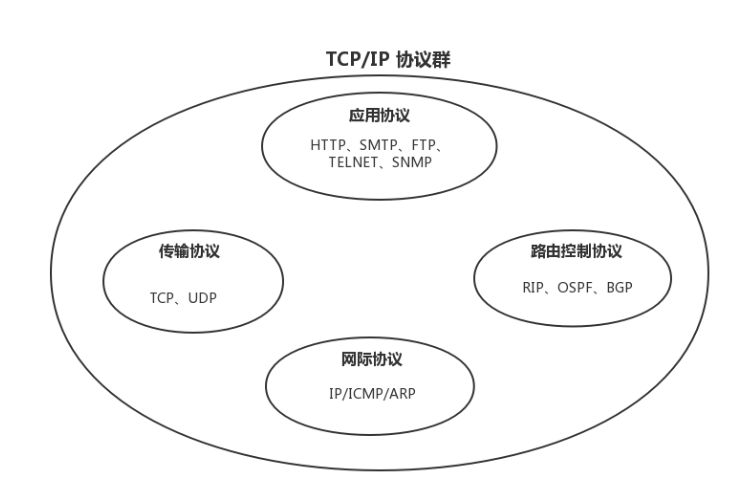 TCP/IP 协议群
应用协议
HTTP、SMTP、FTP、
TELNET、SNMP
传输协议
TCP、UDP
路由控制协议
RIP、OSPF、BGP
网际协议
IP/ICMP/ARP